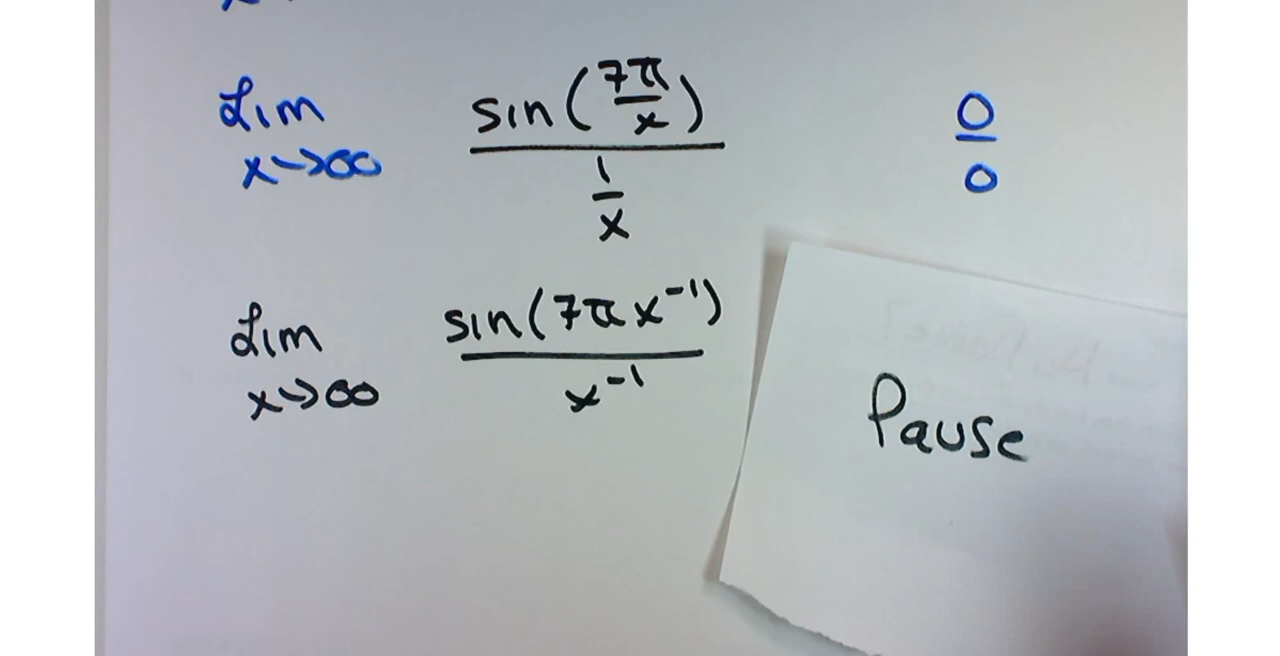 Lim x→∞ sin(7π/x) / (1/x) 0/0
Lim x→∞ sin(7πx⁻¹) / x⁻¹
Pause